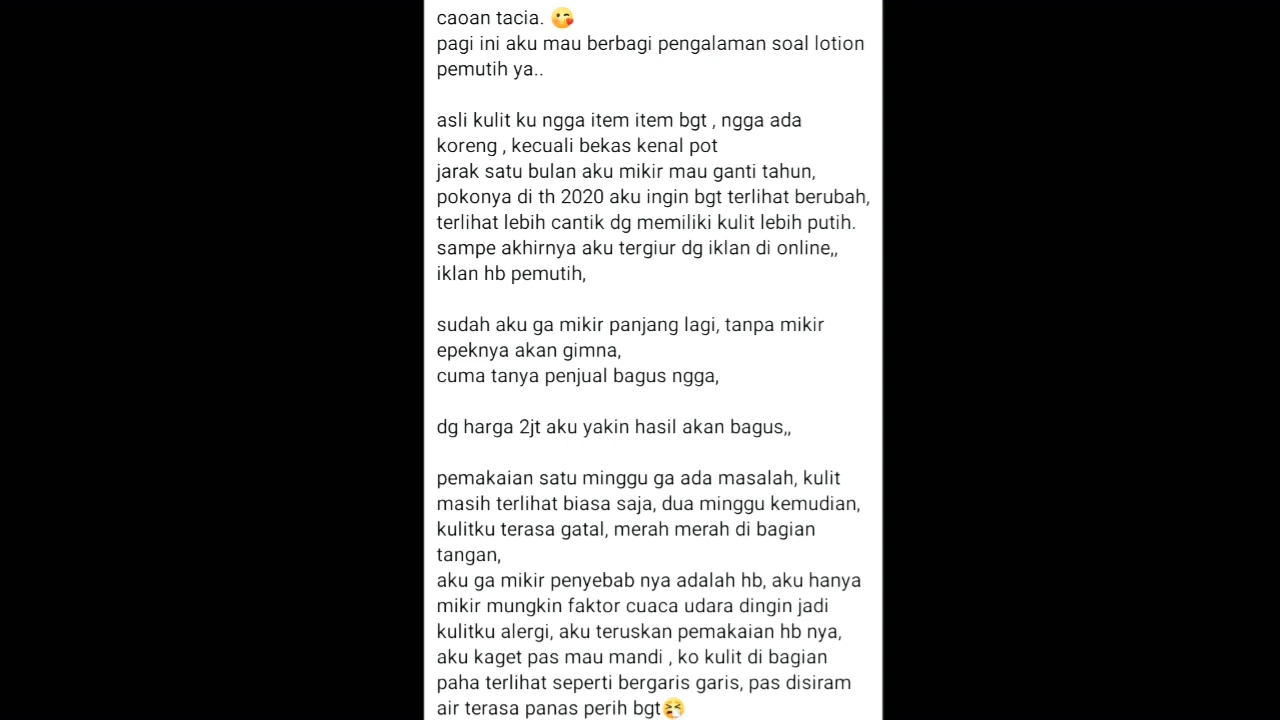 caoan tacia. 😘
pagi ini aku mau berbagi pengalaman soal lotion
pemutih ya..
asli kulit ku ngga item item bgt , ngga ada
koreng , kecuali bekas kenal pot
jarak satu bulan aku mikir mau ganti tahun,
pokonya di th 2020 aku ingin bgt terlihat berubah,
terlihat lebih cantik dg memiliki kulit lebih putih.
sampe akhirnya aku tergiur dg iklan di online,,
iklan hb pemutih,
sudah aku ga mikir panjang lagi, tanpa mikir
epeknya akan gimna,
cuma tanya penjual bagus ngga,
dg harga 2jt aku yakin hasil akan bagus,,
pemakaian satu minggu ga ada masalah, kulit
masih terlihat biasa saja, dua minggu kemudian,
kulitku terasa gatal, merah merah di bagian
tangan,
aku ga mikir penyebab nya adalah hb, aku hanya
mikir mungkin faktor cuaca udara dingin jadi
kulitku alergi, aku teruskan pemakaian hb nya,
aku kaget pas mau mandi , ko kulit di bagian
paha terlihat seperti bergaris garis, pas disiram
air terasa panas perih bgt🤧